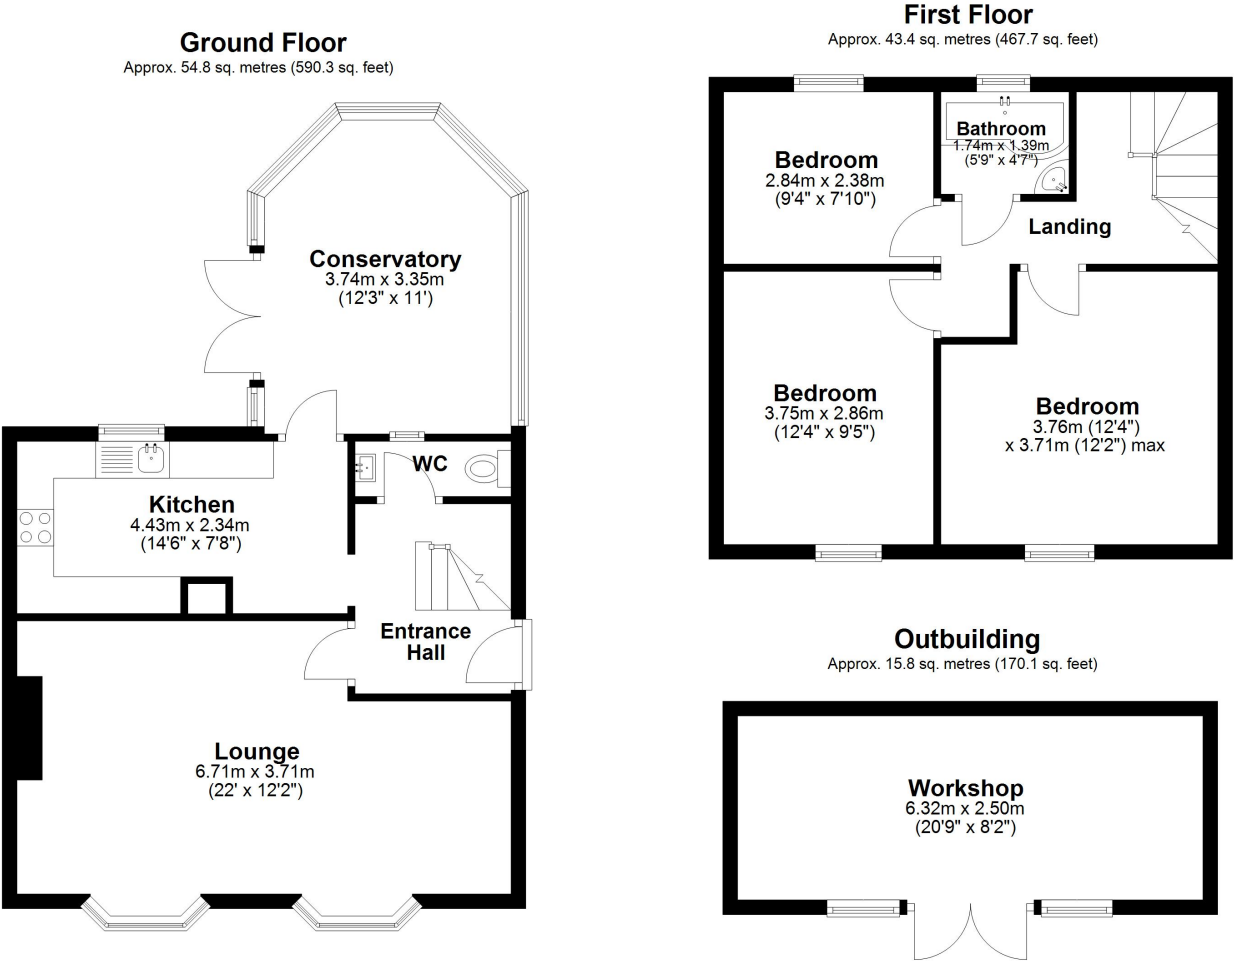 Ground Floor
Approx. 54.8 sq. metres (590.3 sq. feet)
Conservatory
3.74m x 3.35m
(12'3" x 11')
WC
Kitchen
4.43m x 2.34m
(14'6" x 7'8")
Entrance
Hall
Lounge
6.71m x 3.71m
(22' x 12'2")
First Floor
Approx. 43.4 sq. metres (467.7 sq. feet)
Bedroom
2.84m x 2.38m
(9'4" x 7'10")
Bathroom
1.74m x 1.39m
(5'9" x 4'7")
Landing
Bedroom
3.75m x 2.86m
(12'4" x 9'5")
Bedroom
3.76m (12'4")
x 3.71m (12'2") max
Outbuilding
Approx. 15.8 sq. metres (170.1 sq. feet)
Workshop
6.32m x 2.50m
(20'9" x 8'2")